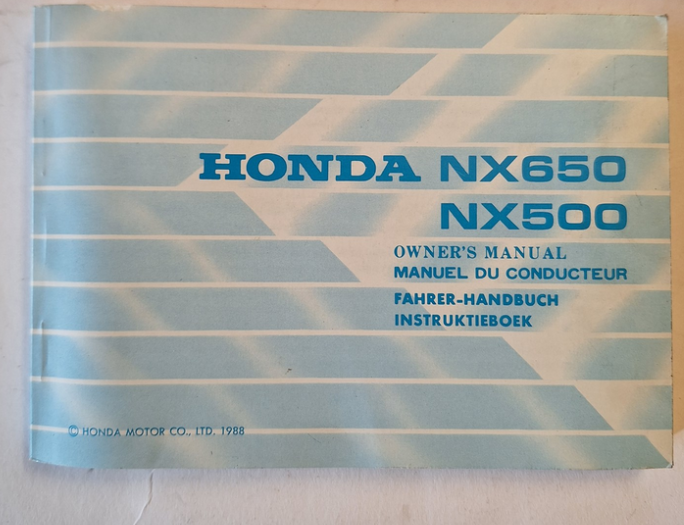 HONDA NX650
NX500
OWNER'S MANUAL
MANUEL DU CONDUCTEUR
FAHRER-HANDBUCH
INSTRUKTIEBOEK
© HONDA MOTOR CO., LTD. 1988